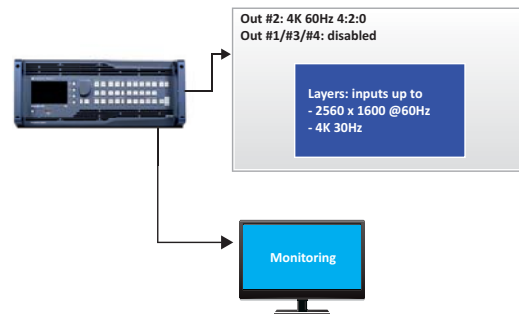 Out #2: 4K 60Hz 4:2:0
Out #1/#3/#4: disabled
Layers: inputs up to
- 2560 x 1600 @60Hz
- 4K 30Hz
Monitoring